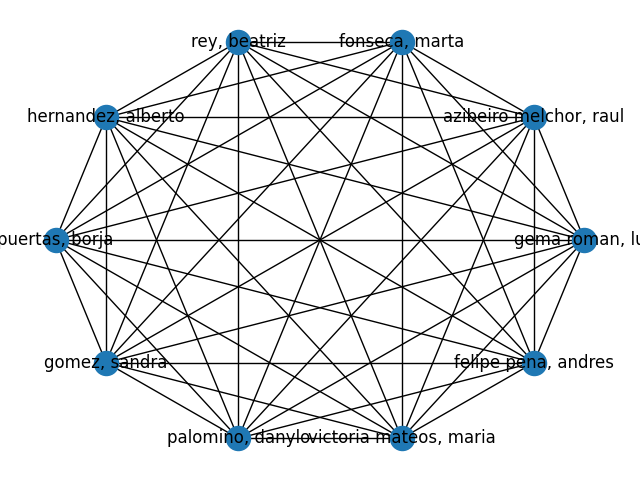 rey, beatriz
fonseca, marta
hernandez, alberto
azibeiro melchor, raul
puertas, borja
gema roman, lu
gomez, sandra
felipe pena, andres
palomino, danylo
victoria mateos, maria